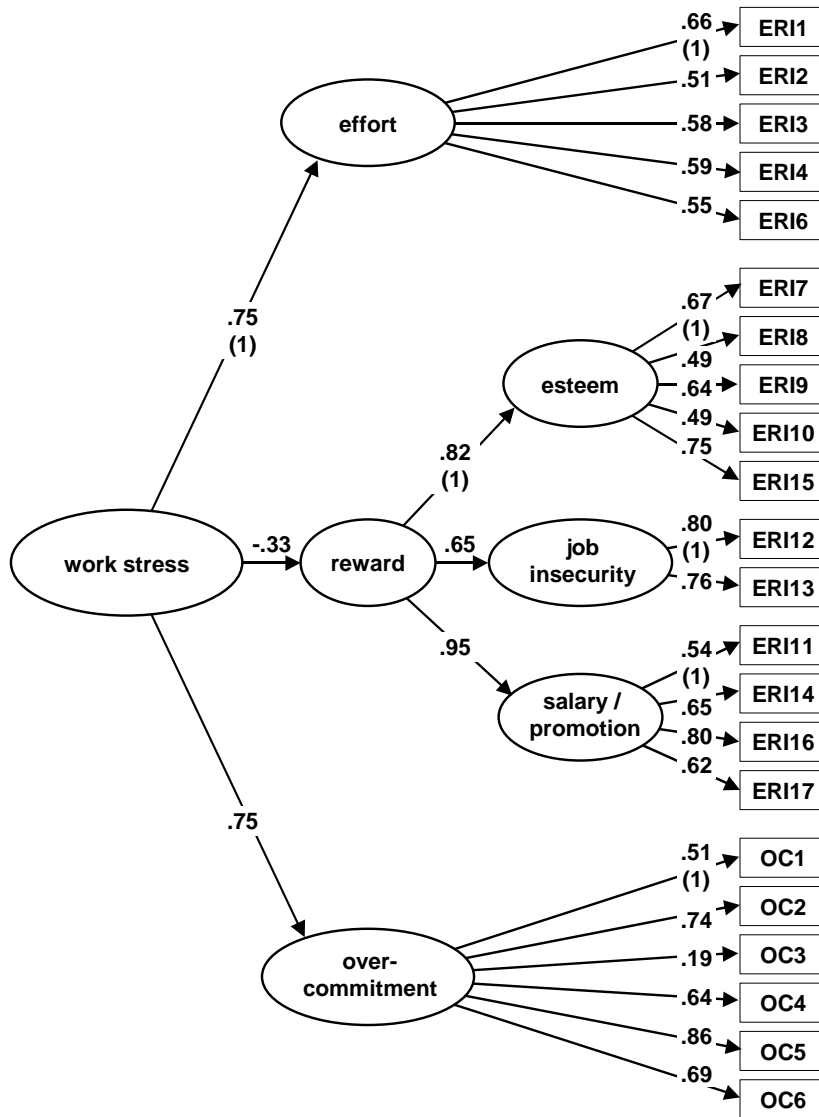 .66
(1)
ERI1
.51
ERI2
effort
.58
ERI3
.59
ERI4
.55
ERI6
.75
(1)
.67
(1)
ERI7
.49
ERI8
esteem
.64
ERI9
.49
ERI10
.75
ERI15
.82
(1)
work stress
-.33
reward
.65
job
insecurity
.80
(1)
ERI12
.76
ERI13
.95
salary /
promotion
.54
(1)
ERI11
.65
ERI14
.80
ERI16
.62
ERI17
.75
over-
commitment
.51
(1)
OC1
.74
OC2
.19
OC3
.64
OC4
.86
OC5
.69
OC6